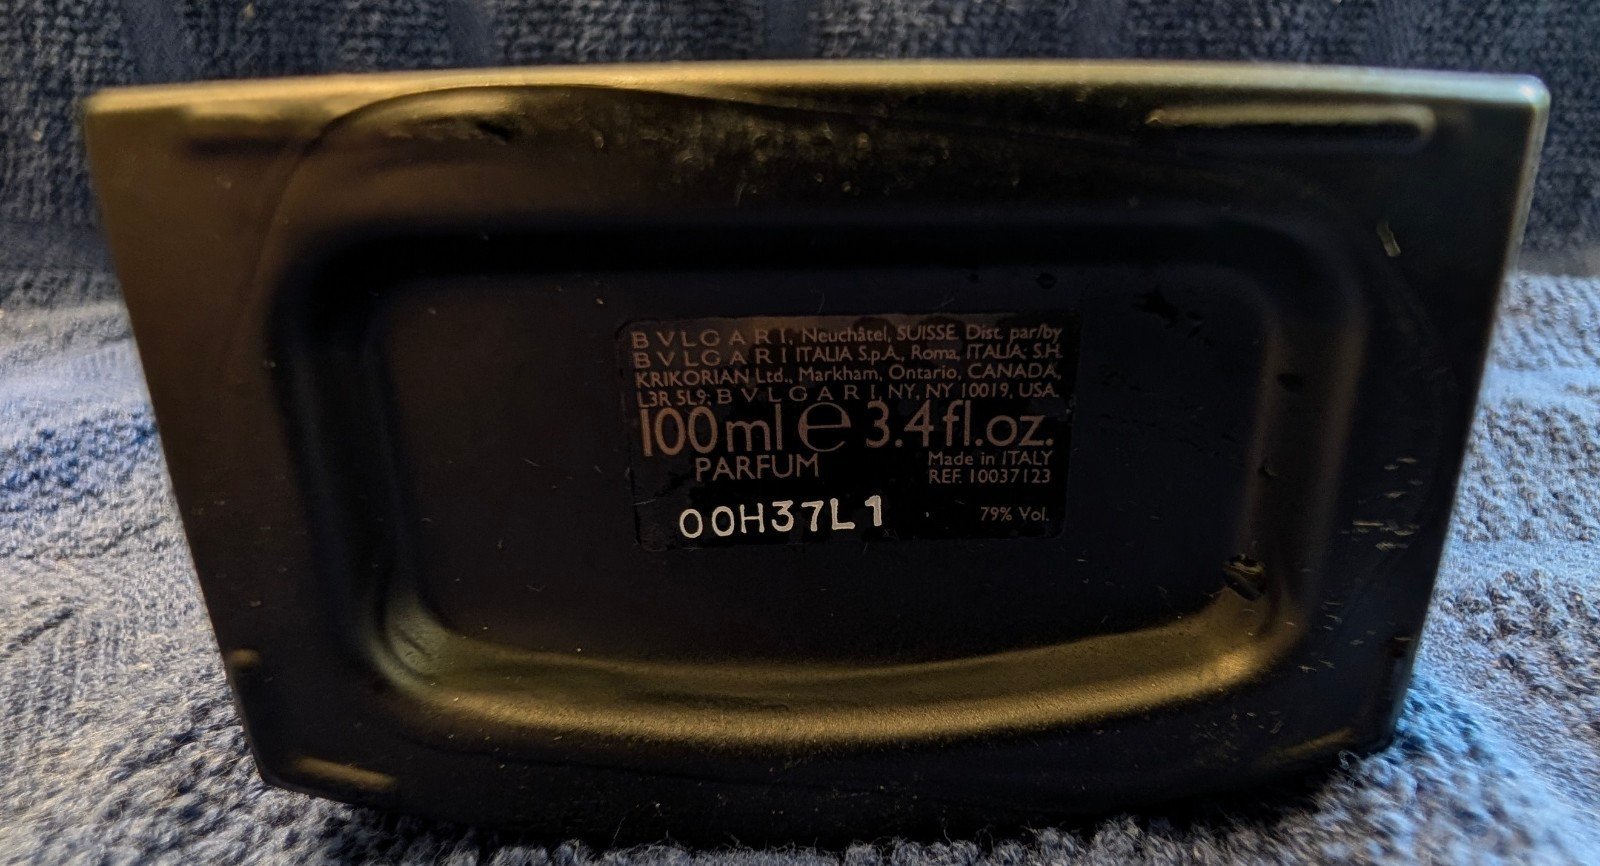 BVLGARI, Neuchâtel, SUISSE. Dist. par/by
BVLGARI ITALIA S.p.A., Roma, ITALIA; S.H.
KRIKORIAN Ltd., Markham, Ontario, CANADA,
L3R 5L9; BVLGARI, NY, NY 10019, USA.
100ml ℮ 3.4fl.oz.
PARFUM
Made in ITALY
REF. 10037123
00H37L1
79% Vol.